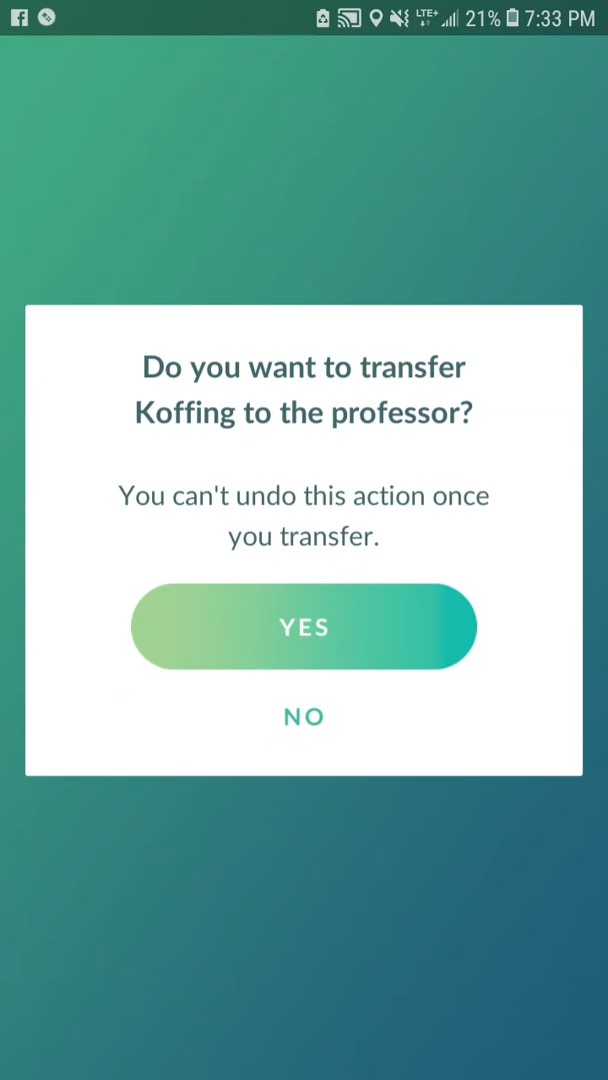 LTE+ 21% 7:33 PM
Do you want to transfer
Koffing to the professor?
You can't undo this action once
you transfer.
YES
NO